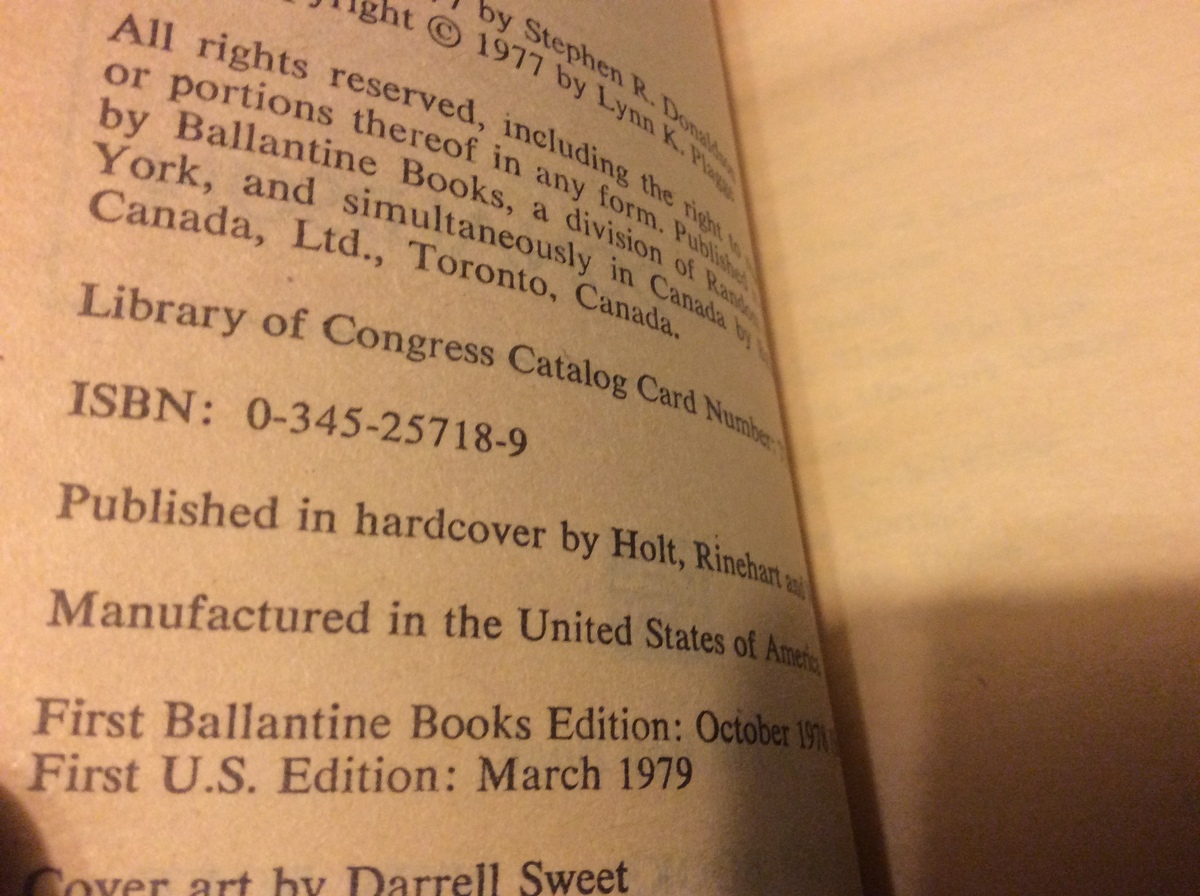 by Stephen R. Donaldson
© 1977 by Lynn K. Plagge
All rights reserved, including the right to
or portions thereof in any form. Published
by Ballantine Books, a division of Random
York, and simultaneously in Canada by
Canada, Ltd., Toronto, Canada.
Library of Congress Catalog Card Number:
ISBN: 0-345-25718-9
Published in hardcover by Holt, Rinehart and
Manufactured in the United States of America
First Ballantine Books Edition: October
First U.S. Edition: March 1979
Cover art by Darrell Sweet